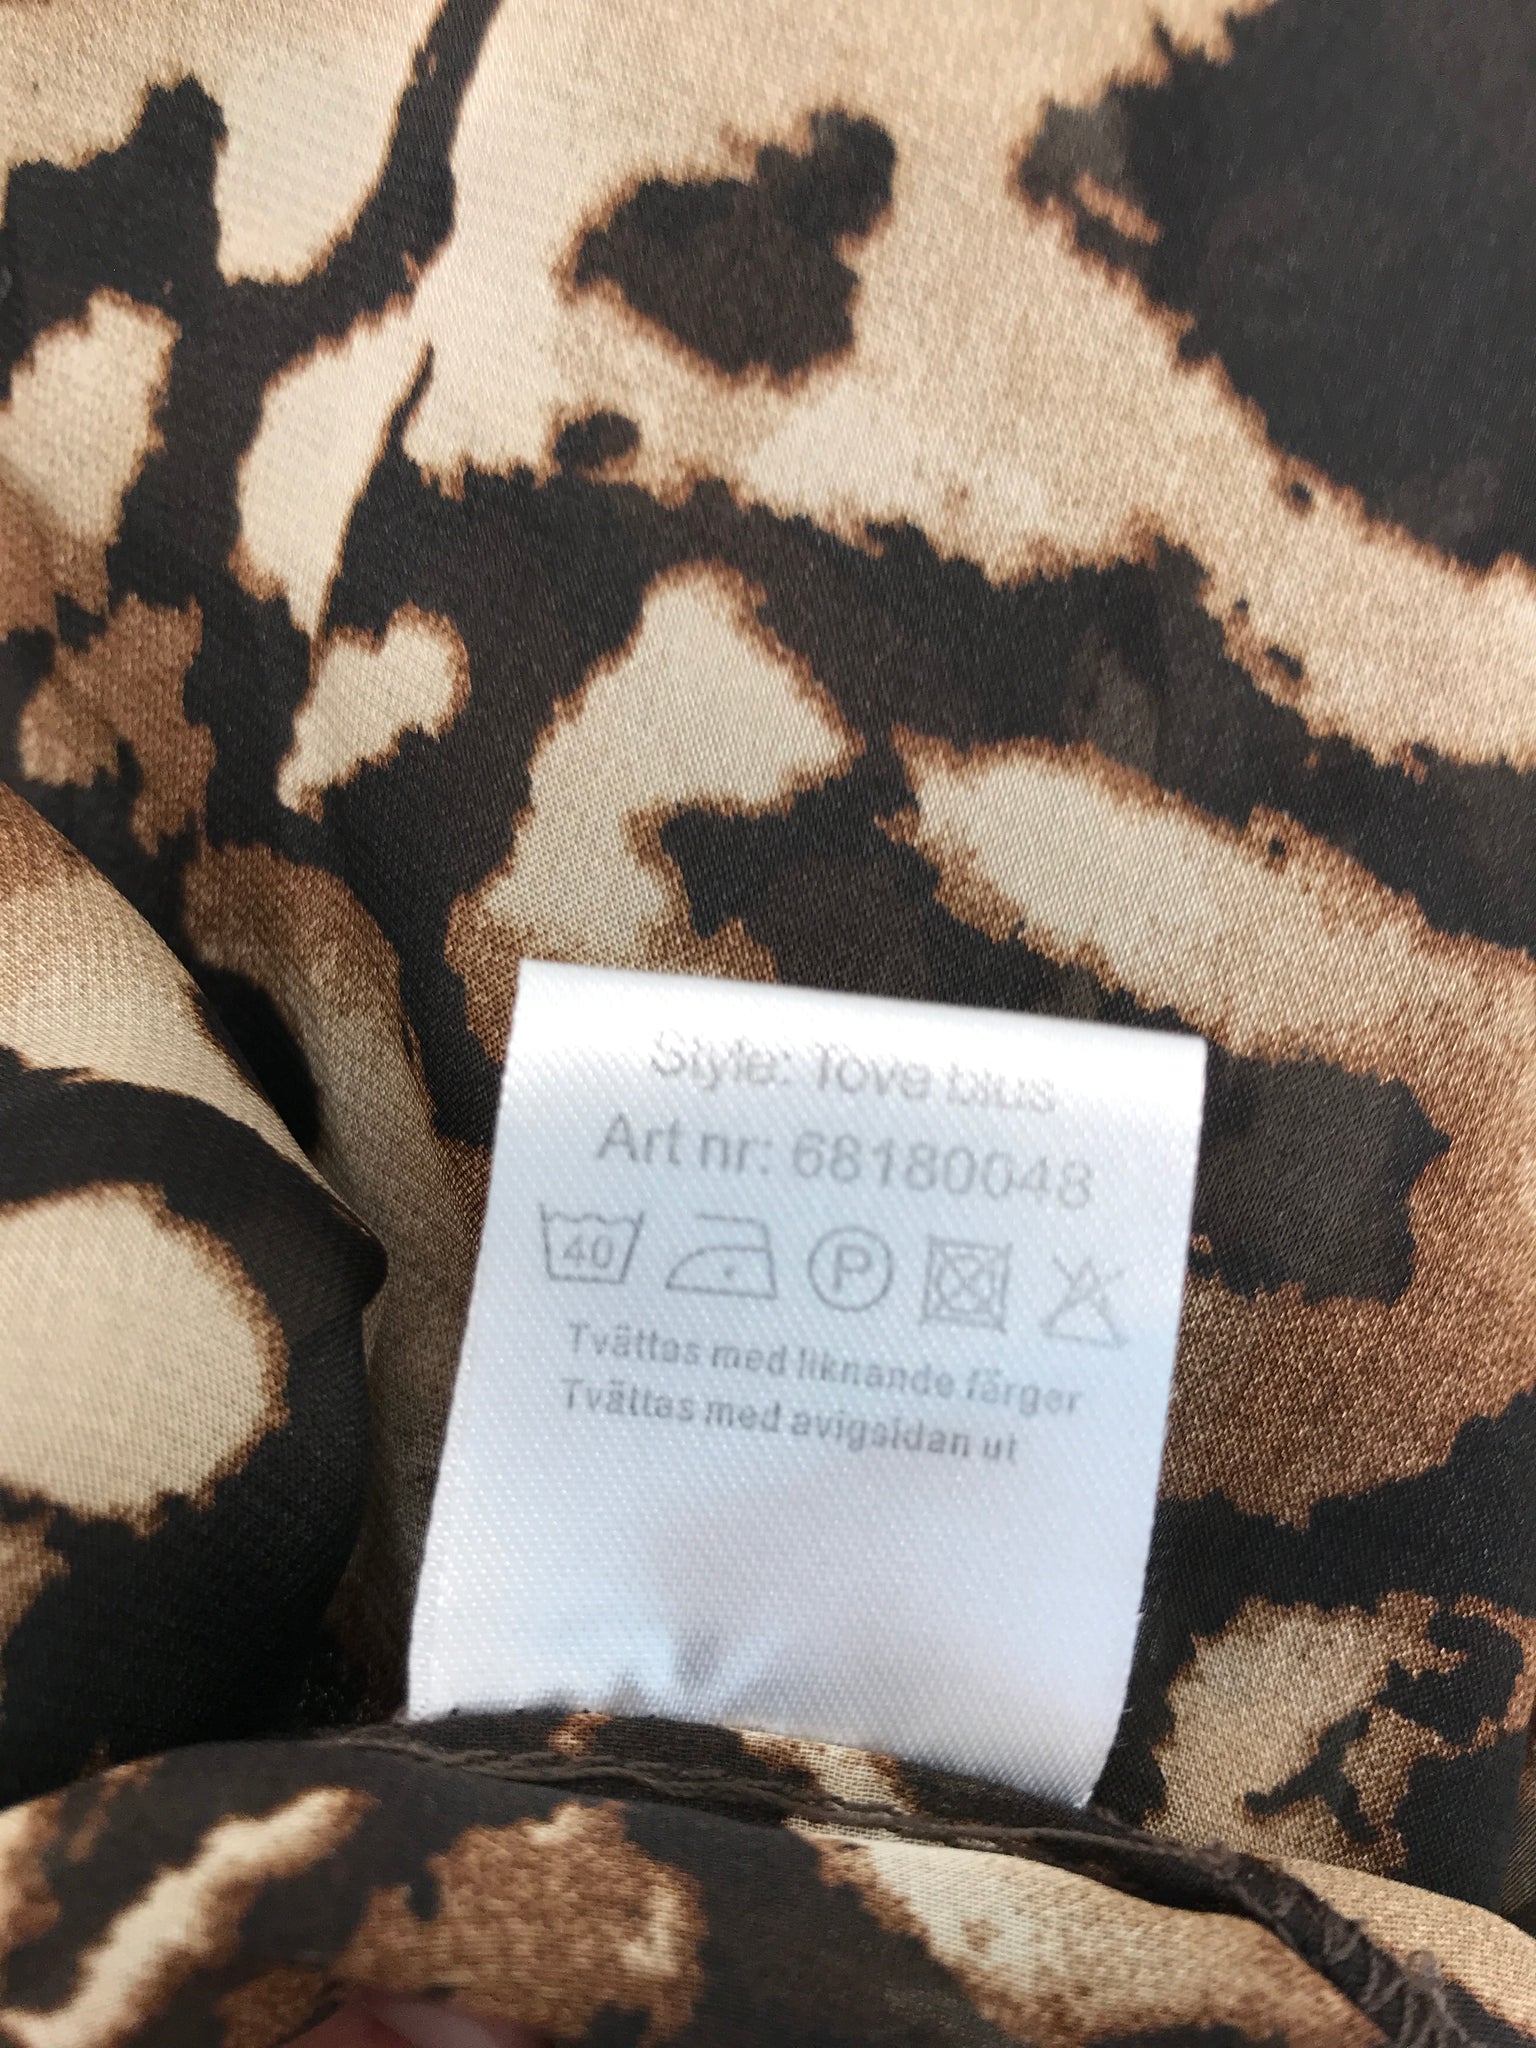 Style: Tove blus
Art nr: 68180048
40 P
Tvättas med liknande färger
Tvättas med avigsidan ut